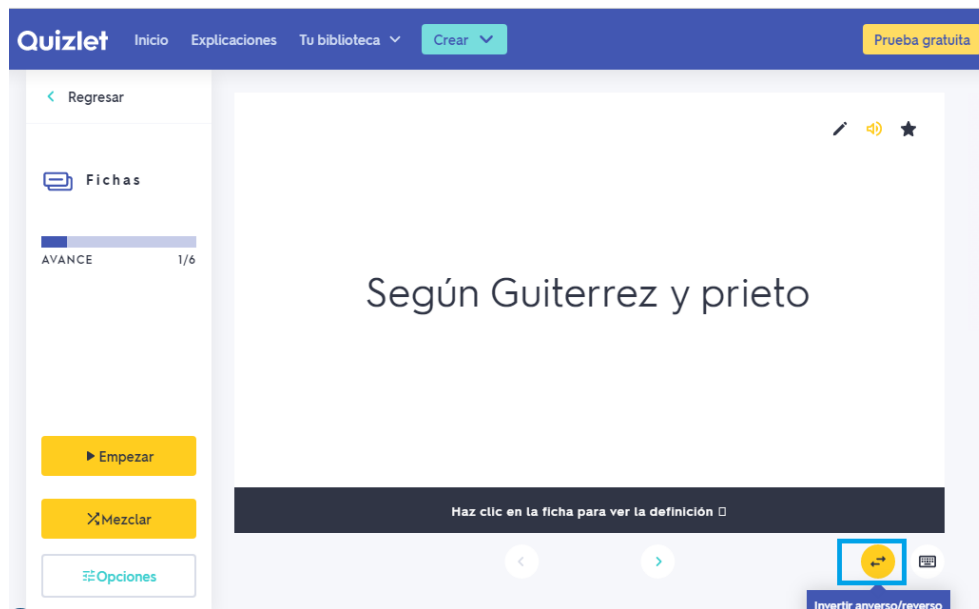 Quizlet Inicio Explicaciones Tu biblioteca Crear Prueba gratuita
Regresar
Fichas
AVANCE 1/6
Según Guiterrez y prieto
Empezar
Mezclar
Haz clic en la ficha para ver la definición
Opciones
Invertir anverso/reverso